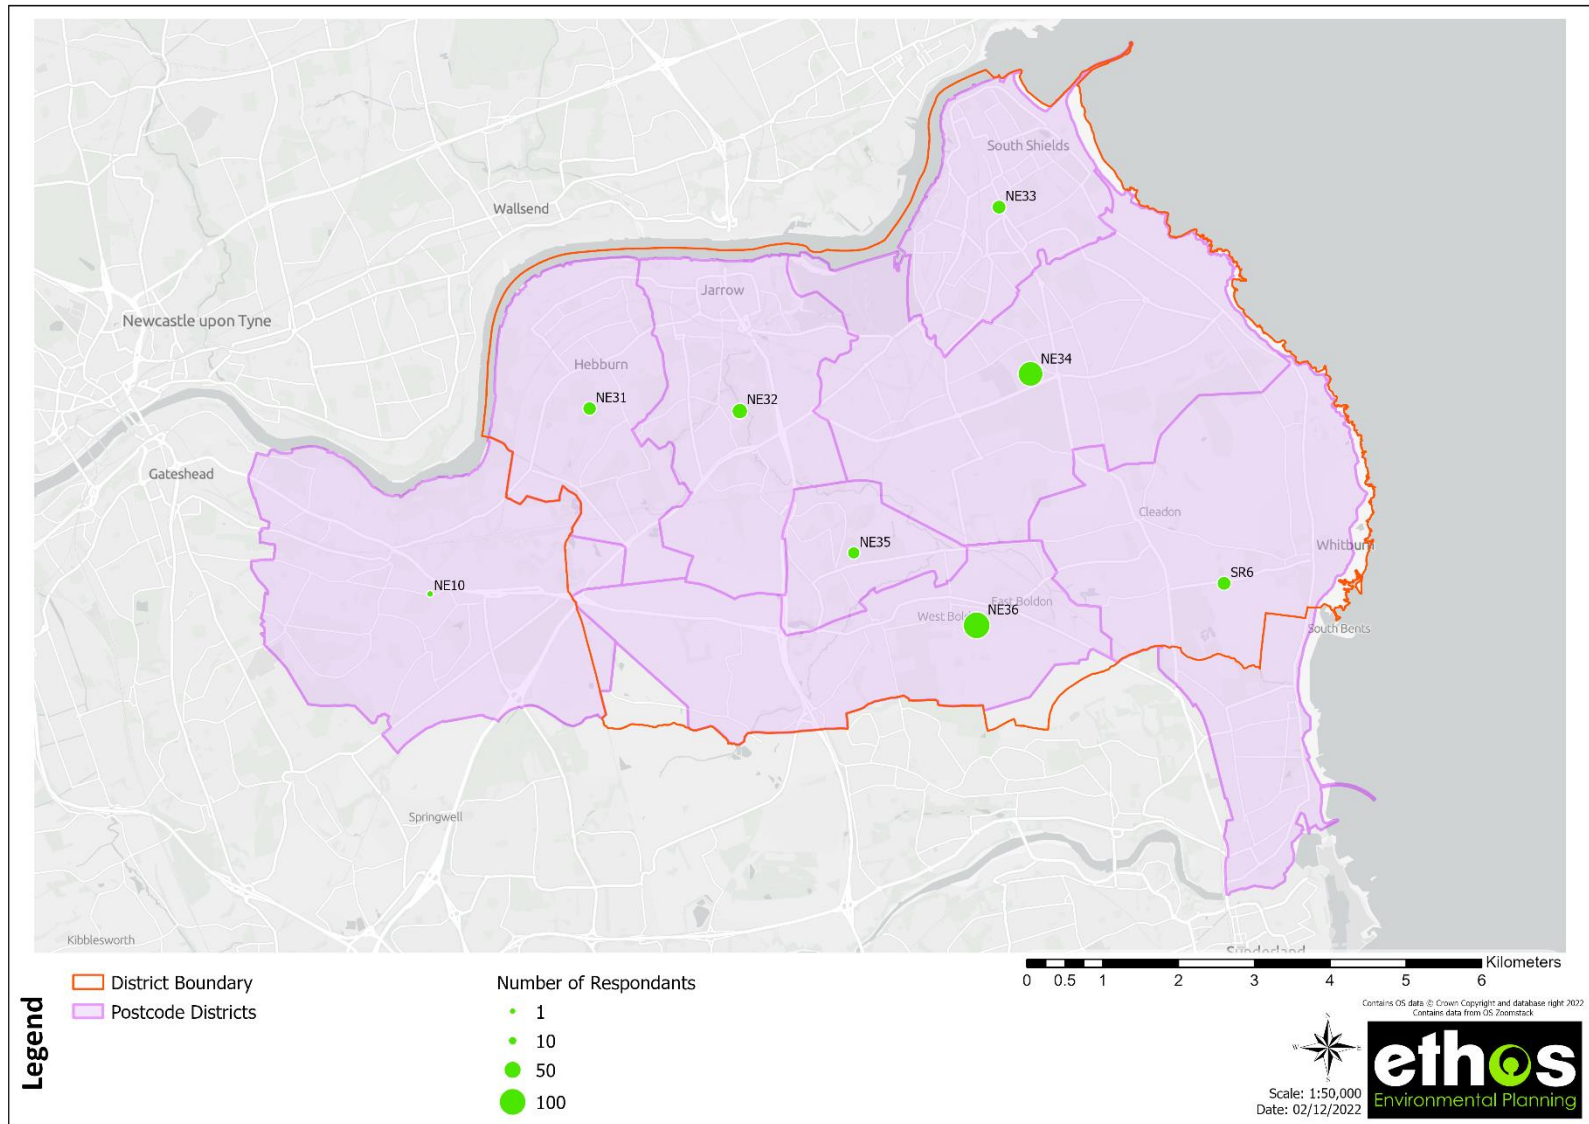 South Shields
NE33
Wallsend
Jarrow
Newcastle upon Tyne
NE34
Hebburn
NE31
NE32
Gateshead
Cleadon
NE35
Whitburn
SR6
NE10
East Boldon
NE36
West Bol
South Bents
Springwell
Kibblesworth
Sunderland
Legend
District Boundary
Postcode Districts
Number of Respondants
1
10
50
100
Kilometers
0 0.5 1 2 3 4 5 6
Contains OS data © Crown Copyright and database right 2022
Contains data from OS Zoomstack
N
W E
S
Scale: 1:50,000
Date: 02/12/2022
ethos
Environmental Planning